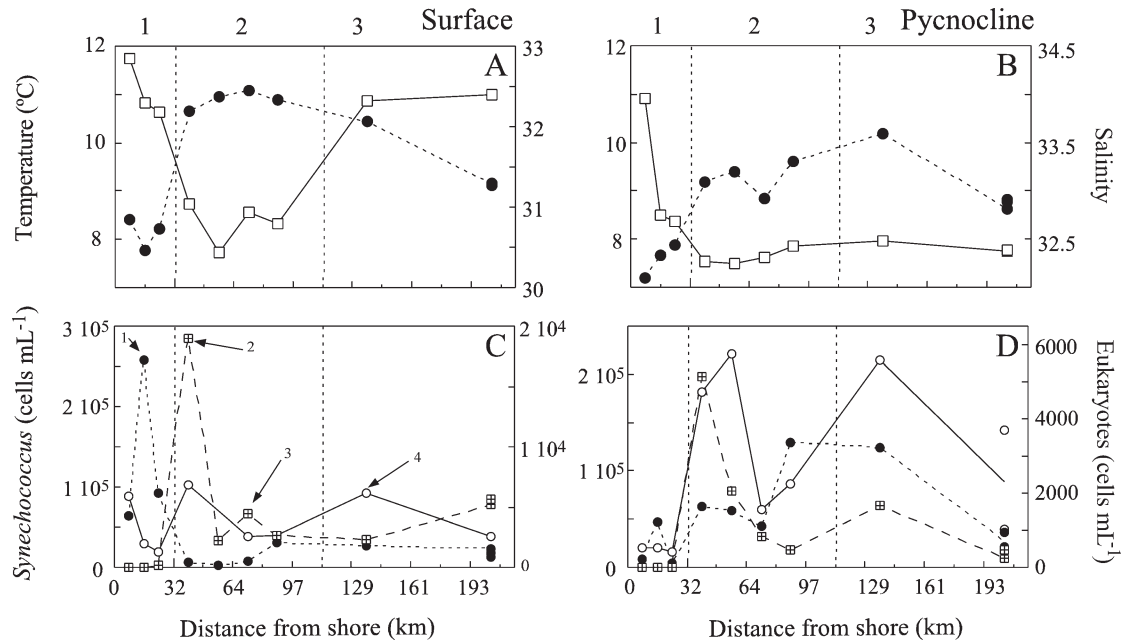 1 2 3 Surface
1 2 3 Pycnocline
Temperature (ºC)
12
10
8
A
33
32
31
30
12
10
8
B
34.5
33.5
32.5
Salinity
Synechococcus (cells mL-1)
3 10⁵
2 10⁵
1 10⁵
0
C
1
2
3
4
2 10⁴
1 10⁴
0
2 10⁵
1 10⁵
0
D
6000
4000
2000
0
Eukaryotes (cells mL-1)
0 32 64 97 129 161 193
0 32 64 97 129 161 193
Distance from shore (km)
Distance from shore (km)